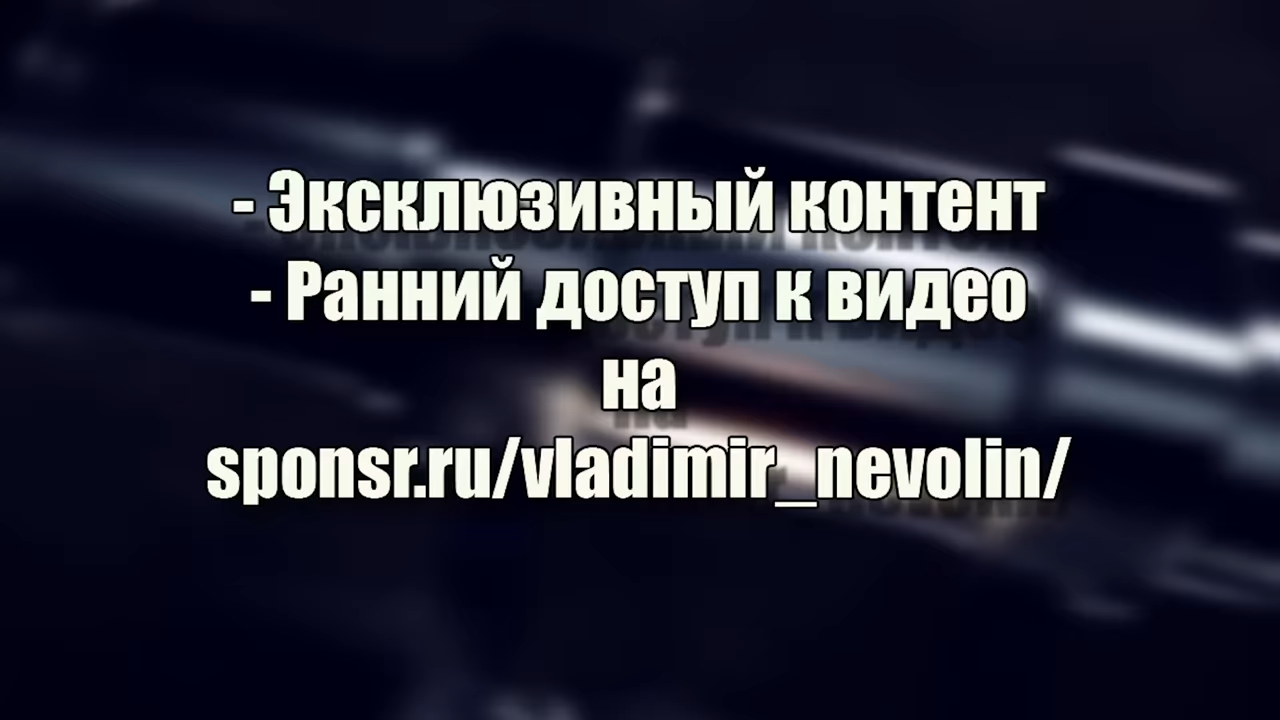 - Эксклюзивный контент
- Ранний доступ к видео
на
sponsr.ru/vladimir_nevolin/